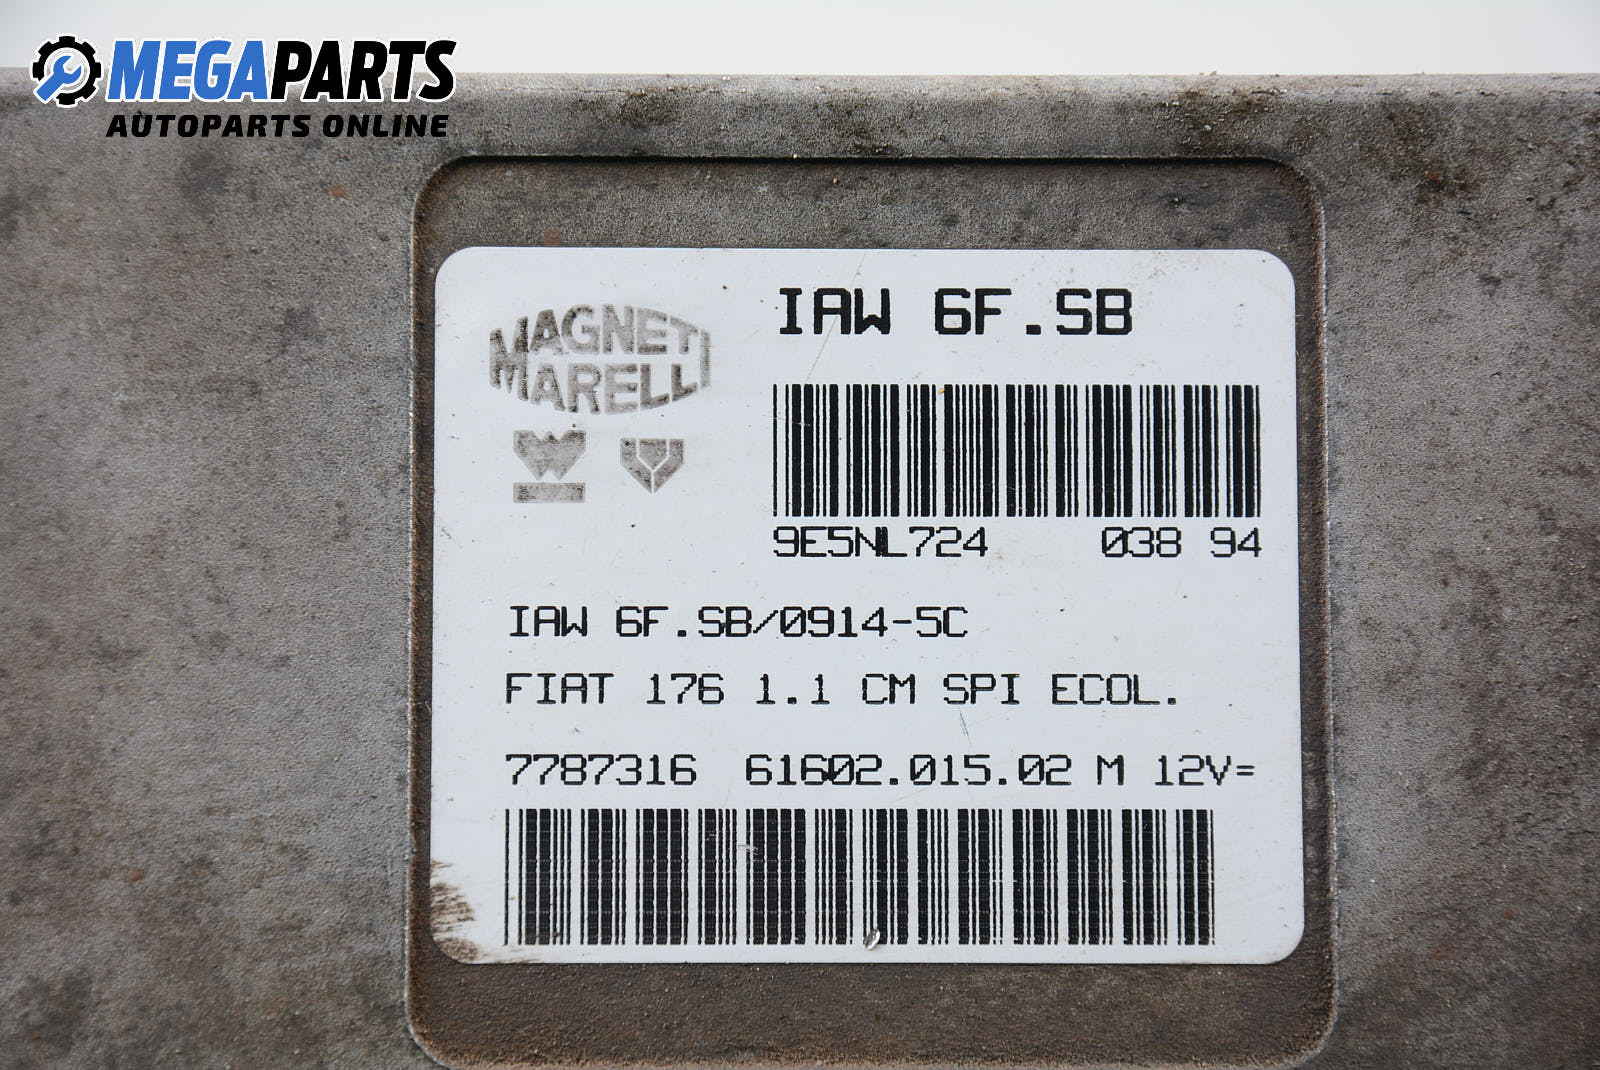 MEGAPARTS
AUTOPARTS ONLINE
IAW 6F.SB
MAGNETI
MARELLI
9E5NL724 038 94
IAW 6F.SB/0914-5C
FIAT 176 1.1 CM SPI ECOL.
7787316 61602.015.02 M 12V=